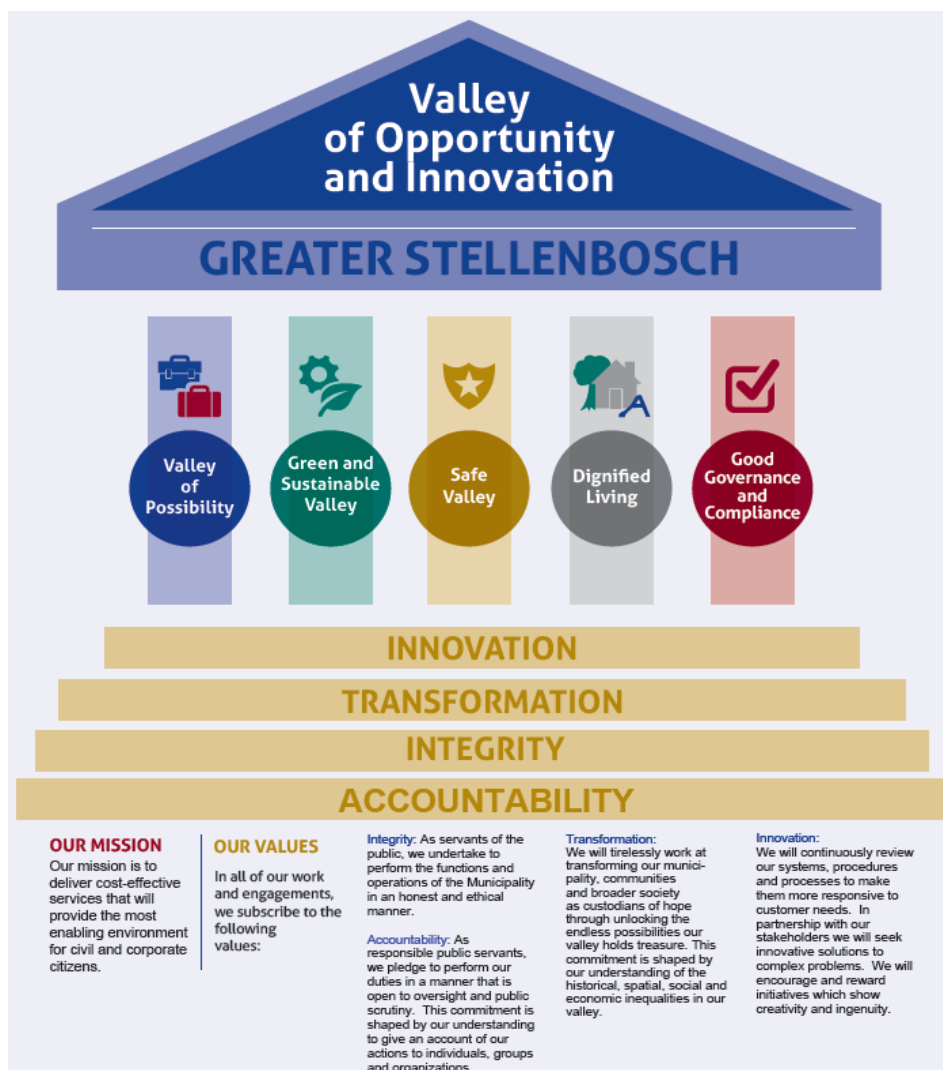 Valley
of Opportunity
and Innovation
GREATER STELLENBOSCH
Valley
of
Possibility
Green and
Sustainable
Valley
Safe
Valley
Dignified
Living
Good
Governance
and
Compliance
INNOVATION
TRANSFORMATION
INTEGRITY
ACCOUNTABILITY
OUR MISSION
Our mission is to
deliver cost-effective
services that will
provide the most
enabling environment
for civil and corporate
citizens.
OUR VALUES
In all of our work
and engagements,
we subscribe to the
following
values:
Integrity: As servants of the
public, we undertake to
perform the functions and
operations of the Municipality
in an honest and ethical
manner.
Accountability: As
responsible public servants,
we pledge to perform our
duties in a manner that is
open to oversight and public
scrutiny. This commitment is
shaped by our understanding
to give an account of our
actions to individuals, groups
and organizations
Transformation:
We will tirelessly work at
transforming our munici-
pality, communities
and broader society
as custodians of hope
through unlocking the
endless possibilities our
valley holds treasure. This
commitment is shaped by
our understanding of the
historical, spatial, social and
economic inequalities in our
valley.
Innovation:
We will continuously review
our systems, procedures
and processes to make
them more responsive to
customer needs. In
partnership with our
stakeholders we will seek
innovative solutions to
complex problems. We will
encourage and reward
initiatives which show
creativity and ingenuity.